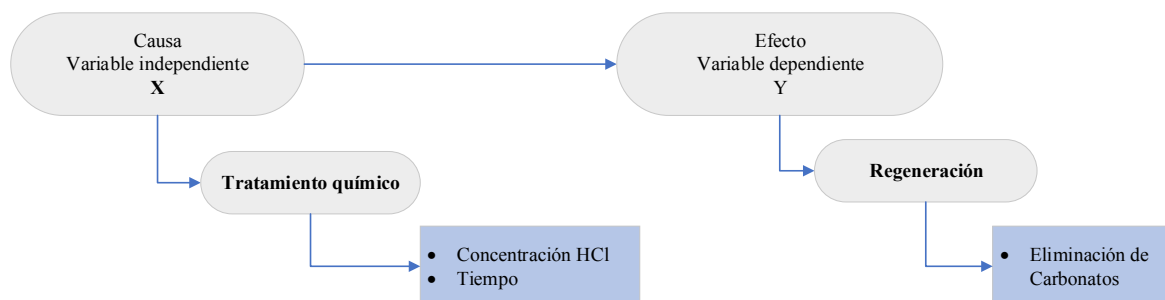 Causa
Variable independiente
X
Efecto
Variable dependiente
Y
Tratamiento químico
Regeneración
• Concentración HCl
• Tiempo
• Eliminación de
Carbonatos